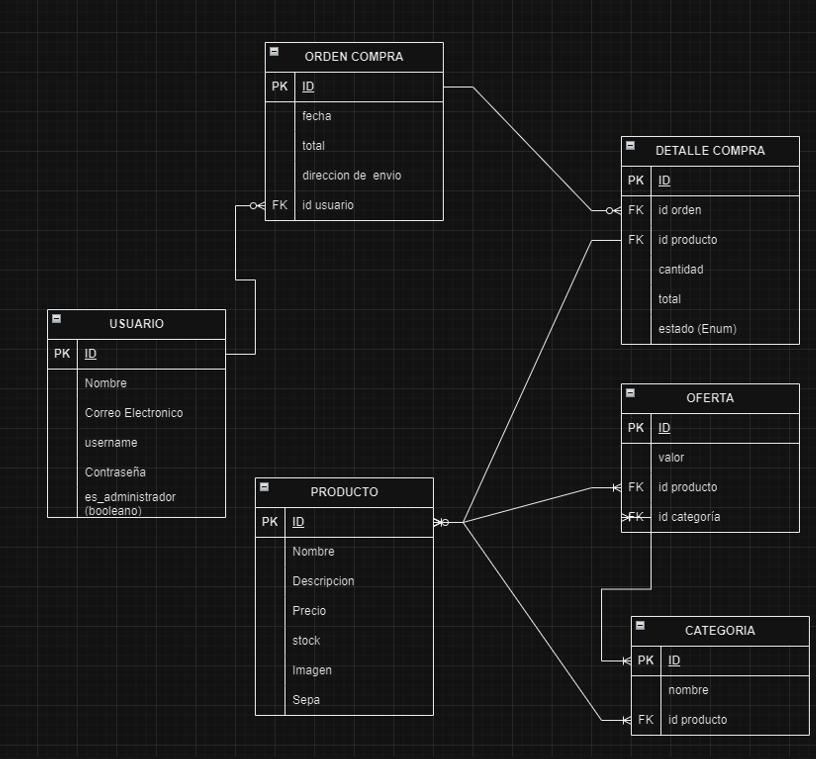 ORDEN COMPRA
PK ID
fecha
total
direccion de envio
FK id usuario
DETALLE COMPRA
PK ID
FK id orden
FK id producto
cantidad
total
estado (Enum)
USUARIO
PK ID
Nombre
Correo Electronico
username
Contraseña
es_administrador
(booleano)
OFERTA
PK ID
valor
FK id producto
FK id categoría
PRODUCTO
PK ID
Nombre
Descripcion
Precio
stock
Imagen
Sepa
CATEGORIA
PK ID
nombre
FK id producto